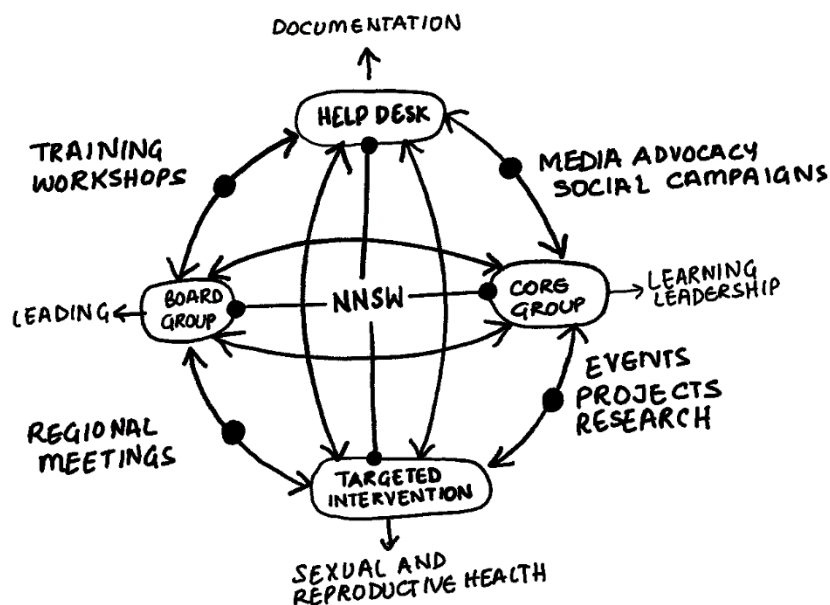 DOCUMENTATION
HELP DESK
TRAINING
WORKSHOPS
MEDIA ADVOCACY
SOCIAL CAMPAIGNS
BOARD
GROUP
NNSW
CORE
GROUP
LEADING
LEARNING
LEADERSHIP
EVENTS
PROJECTS
RESEARCH
REGIONAL
MEETINGS
TARGETED
INTERVENTION
SEXUAL AND
REPRODUCTIVE HEALTH